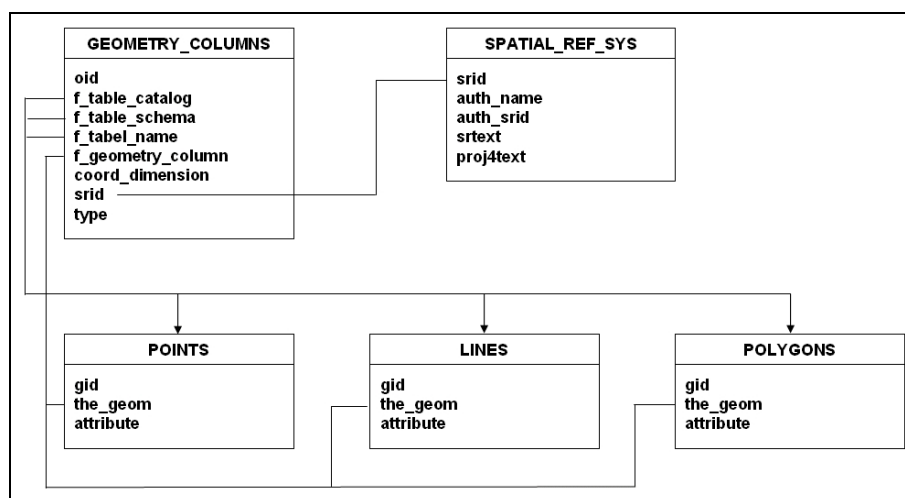 GEOMETRY_COLUMNS
oid
f_table_catalog
f_table_schema
f_tabel_name
f_geometry_column
coord_dimension
srid
type
SPATIAL_REF_SYS
srid
auth_name
auth_srid
srtext
proj4text
POINTS
gid
the_geom
attribute
LINES
gid
the_geom
attribute
POLYGONS
gid
the_geom
attribute